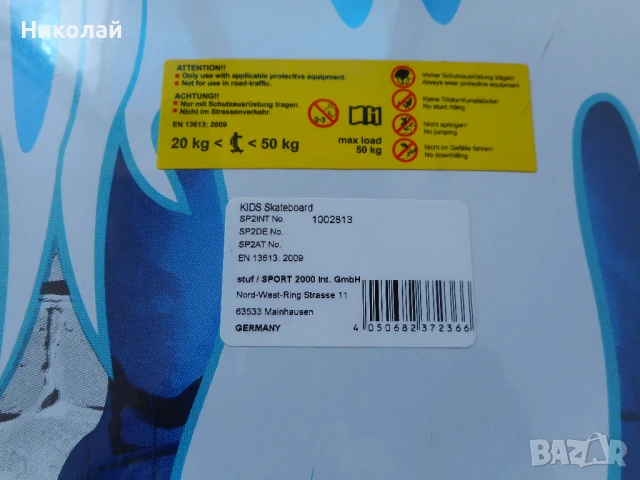 Николай
ATTENTION!!
■ Only use with applicable protective equipment.
■ Not for use in road-traffic.
ACHTUNG!!
■ Nur mit Schutzausrüstung tragen.
■ Nicht im Strassenverkehr.
EN 13613: 2009
20 kg < < 50 kg
0-3
max load
50 kg
Immer Schutzausrüstung tragen!
Always wear protective equipment
Keine Tricks/Kunststücke!
No stunt riding
Nicht springen!
No jumping
Nicht im Gefälle fahren!
No downhilling
KIDS Skateboard
SP2INT No. 1002813
SP2DE No.
SP2AT No.
EN 13613: 2009
stuf / SPORT 2000 Int. GmbH
Nord-West-Ring Strasse 11
63533 Mainhausen
GERMANY
4 050682 372366
BAZAR